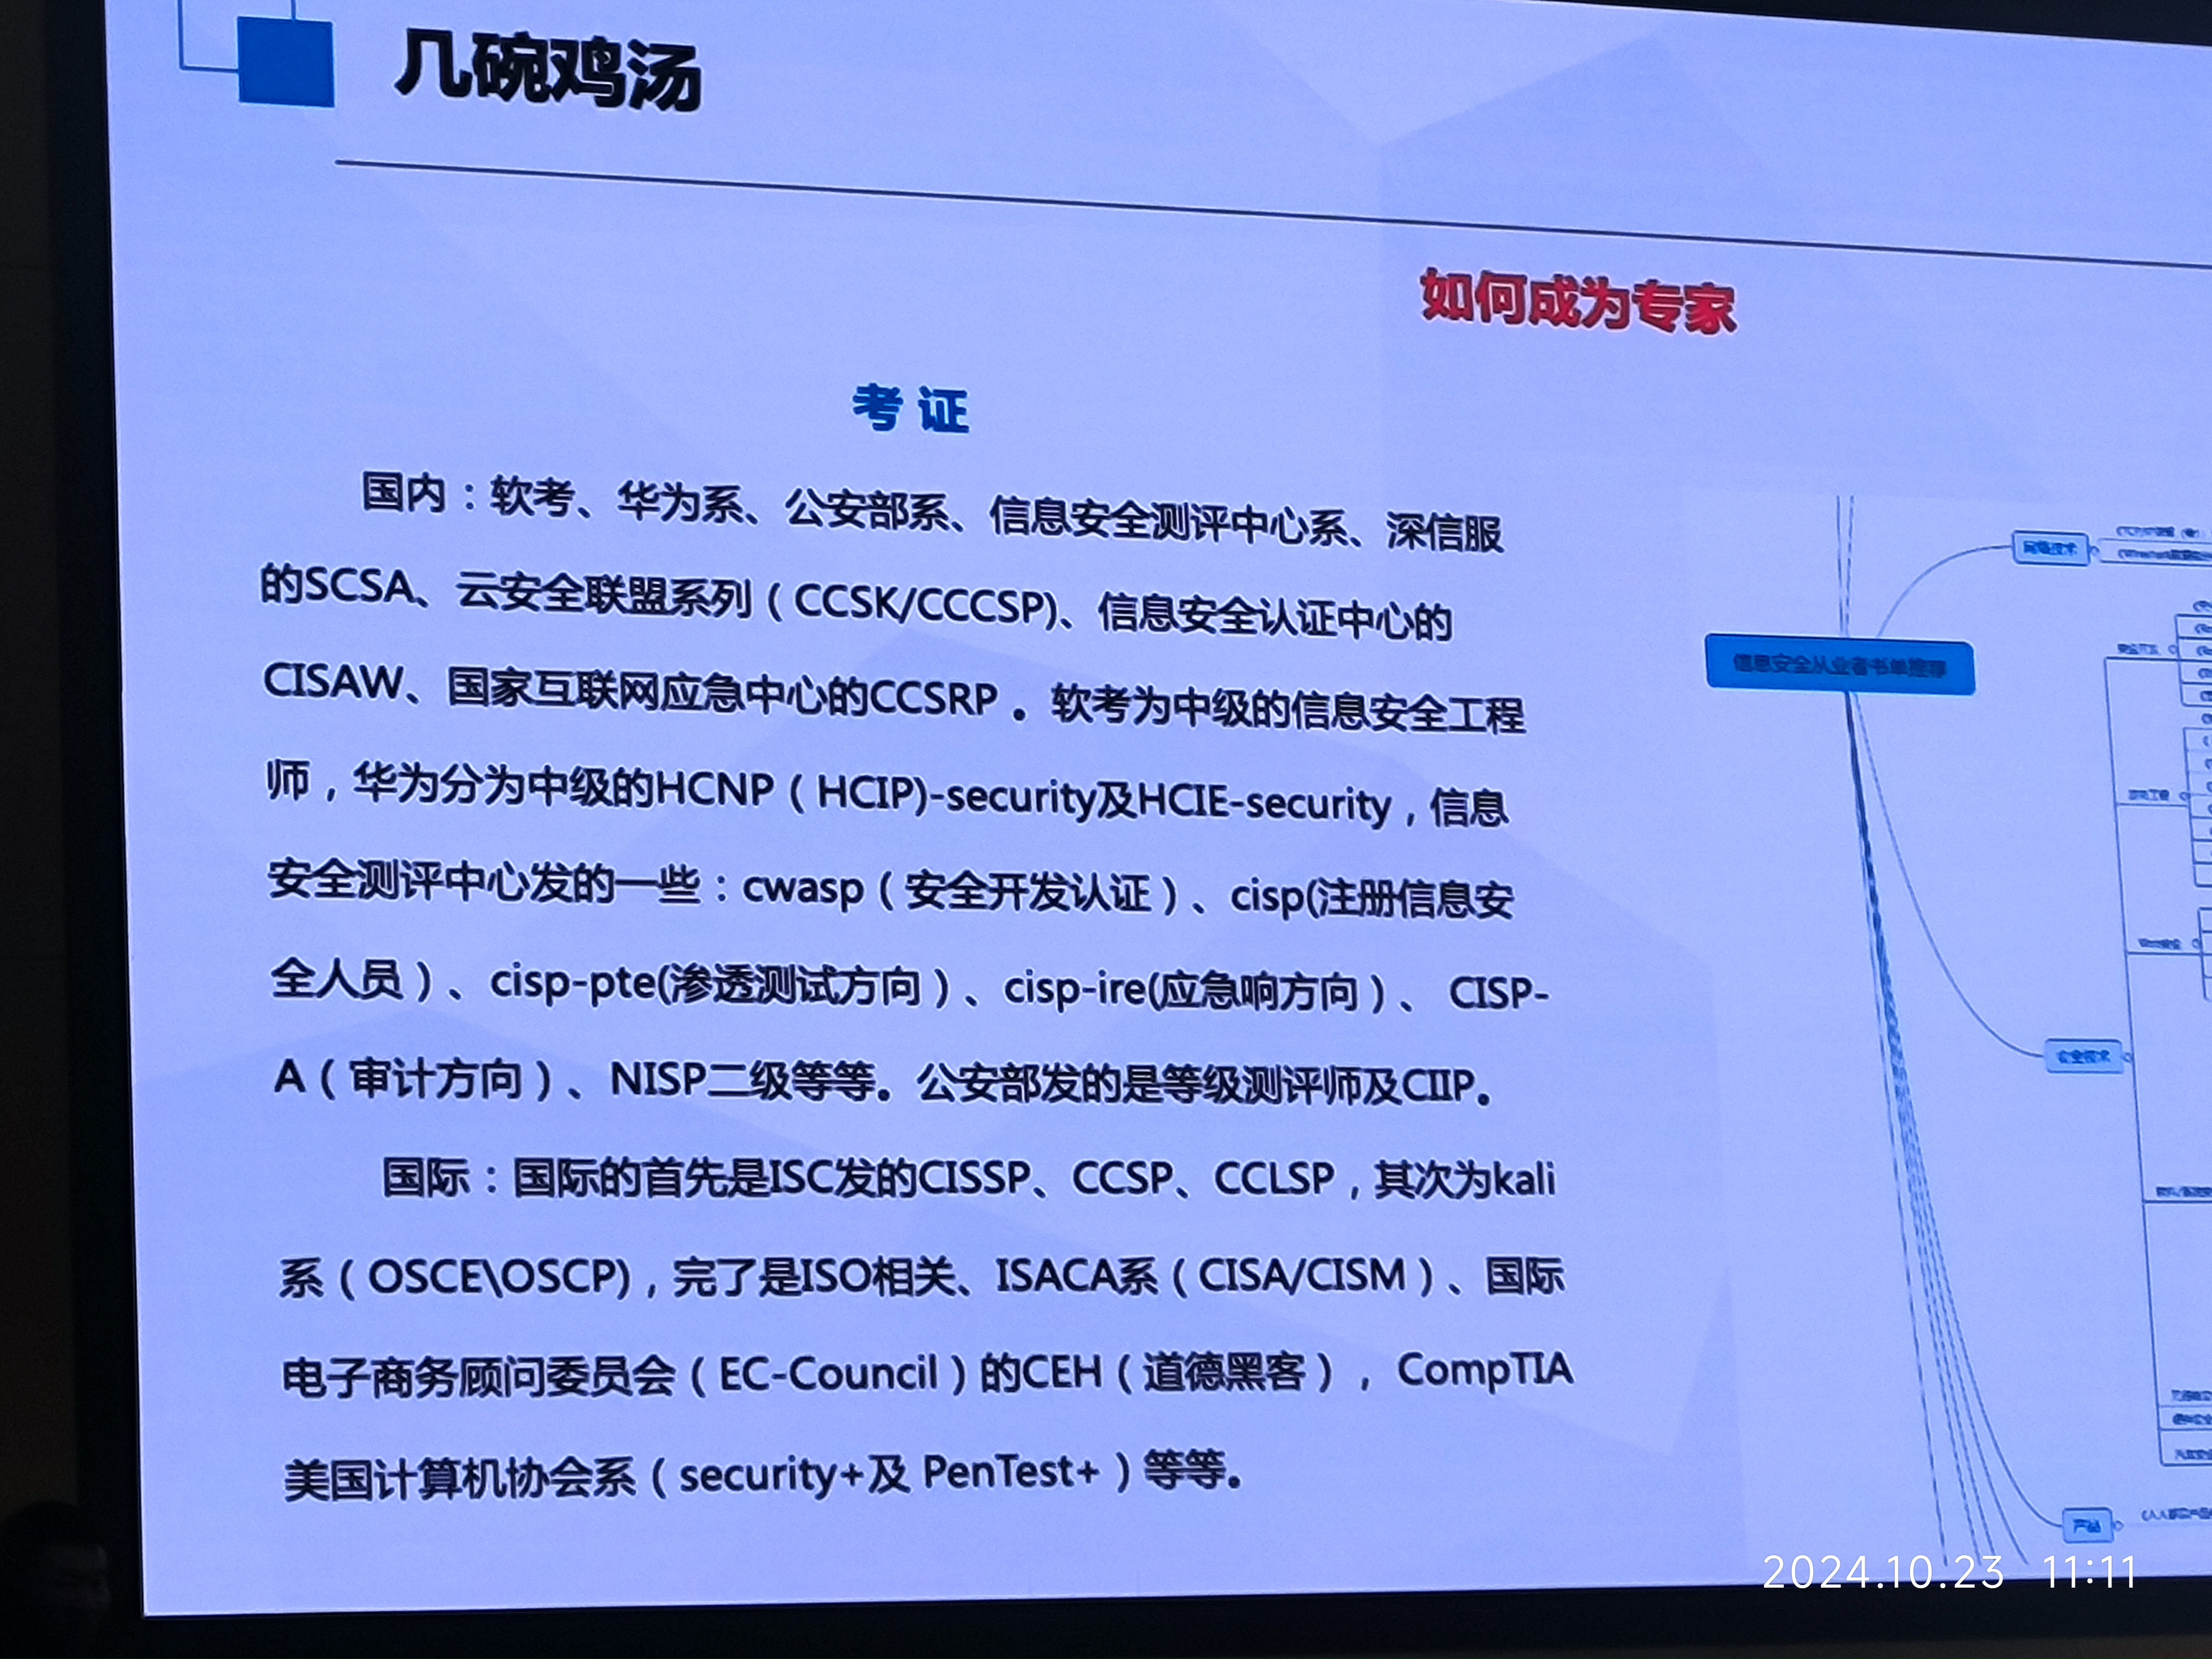 几碗鸡汤
如何成为专家
考 证
国内：软考、华为系、公安部系、信息安全测评中心系、深信服
的SCSA、云安全联盟系列（CCSK/CCCSP)、信息安全认证中心的
CISAW、国家互联网应急中心的CCSRP 。软考为中级的信息安全工程
师，华为分为中级的HCNP（HCIP)-security及HCIE-security，信息
安全测评中心发的一些：cwasp（安全开发认证）、cisp(注册信息安
全人员）、cisp-pte(渗透测试方向）、cisp-ire(应急响方向）、 CISP-
A（审计方向）、NISP二级等等。公安部发的是等级测评师及CIIP。
国际：国际的首先是ISC发的CISSP、CCSP、CCLSP，其次为kali
系（OSCE\OSCP)，完了是ISO相关、ISACA系（CISA/CISM）、国际
电子商务顾问委员会（EC-Council）的CEH（道德黑客）， CompTIA
美国计算机协会系（security+及 PenTest+）等等。
信息安全从业者书单推荐
网络技术
安全技术
产品
2024.10.23 11:11